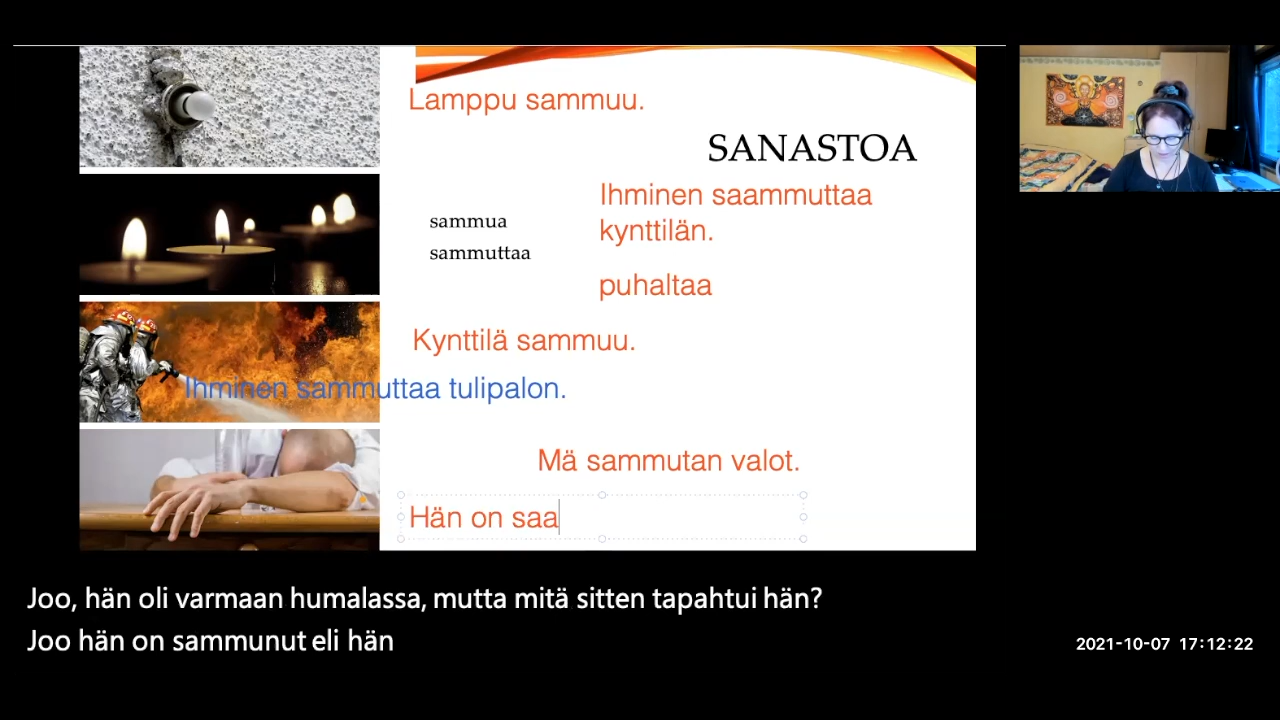 Lamppu sammuu.
SANASTOA
Ihminen saammuttaa
kynttilän.
sammua
sammuttaa
puhaltaa
Kynttilä sammuu.
Ihminen sammuttaa tulipalon.
Mä sammutan valot.
Hän on saa
Joo, hän oli varmaan humalassa, mutta mitä sitten tapahtui hän?
Joo hän on sammunut eli hän
2021-10-07 17:12:22